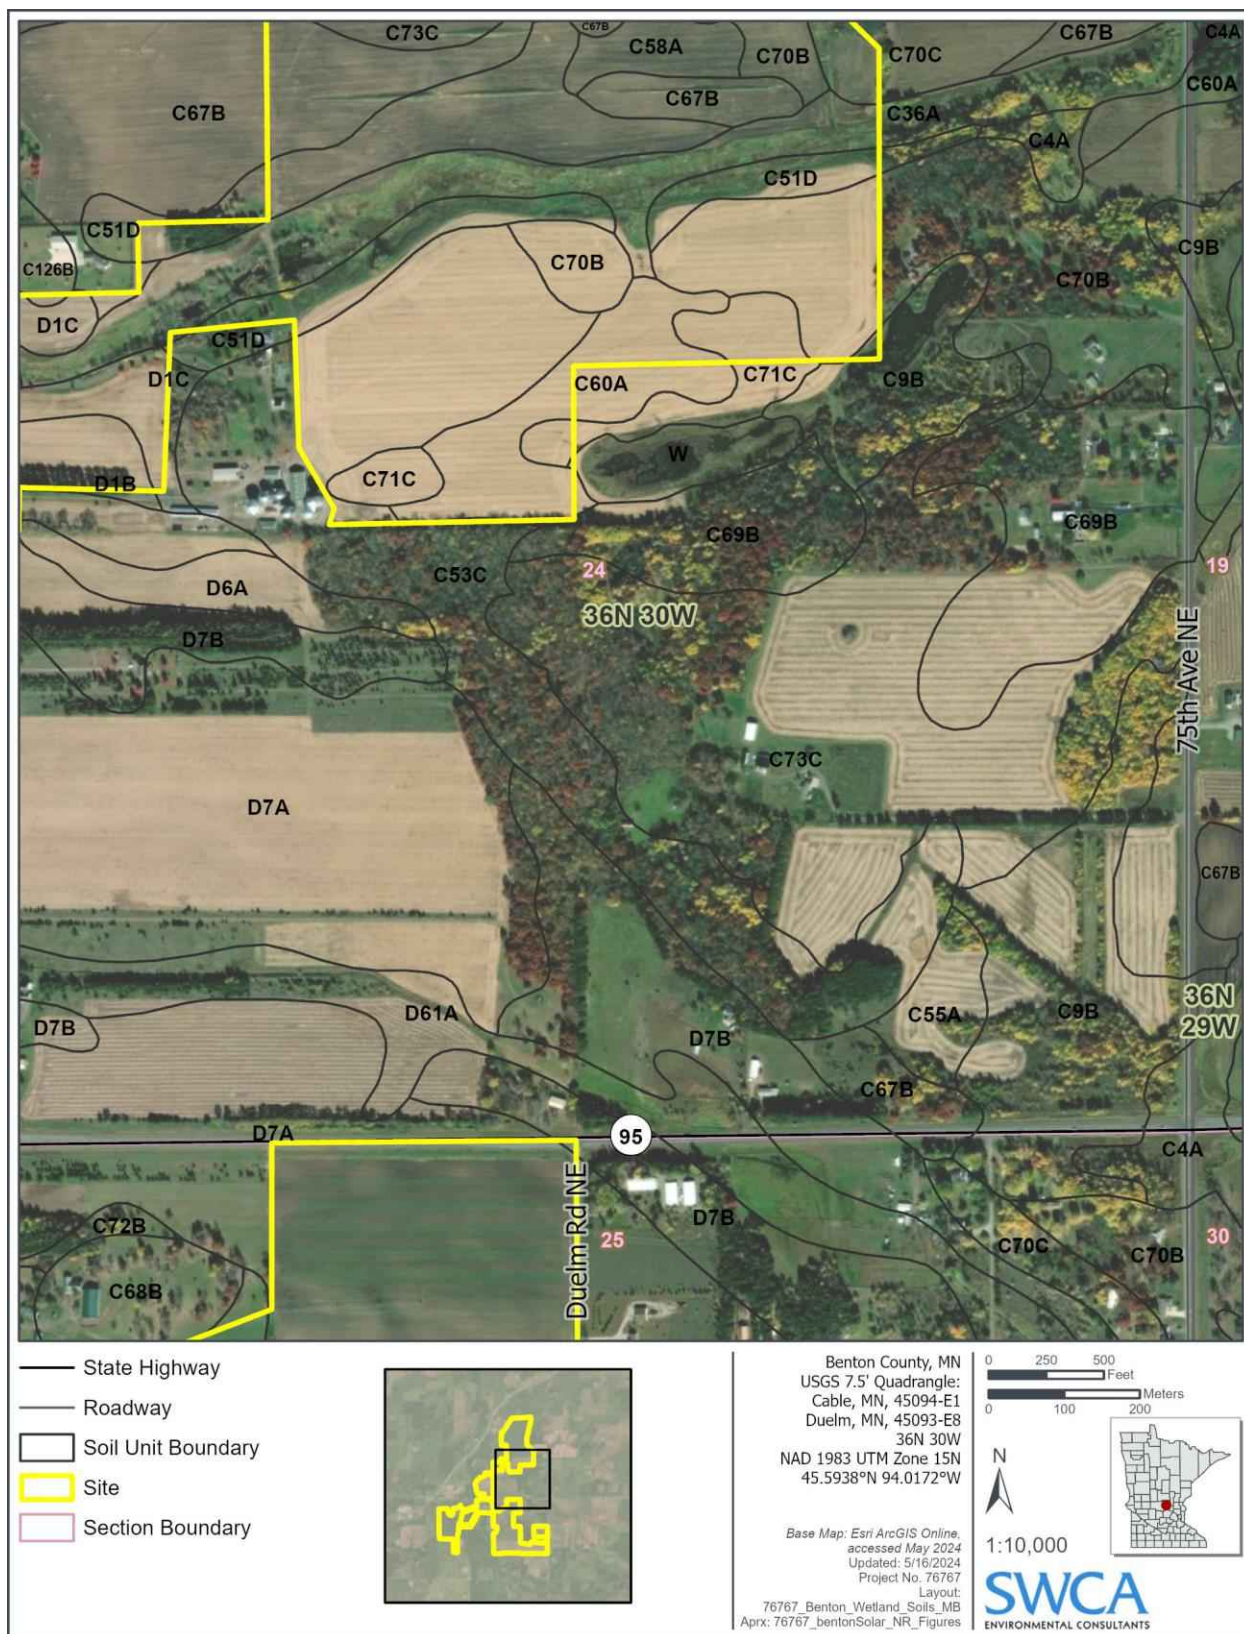 C73C
C67B
C58A
C70B
C70C
C67B
C4A
C67B
C67B
C60A
C36A
C4A
C51D
C51D
C9B
C126B
C70B
C70B
D1C
C51D
D1C
C60A
C71C
C9B
W
C71C
D1B
C69B
C69B
C53C
24
19
D6A
36N 30W
D7B
75th Ave NE
C73C
D7A
C67B
D7B
D61A
C55A
C9B
36N
29W
D7B
C67B
D7A
95
C4A
Duelm Rd NE
C72B
D7B
25
C70C
C70B
30
C68B
State Highway
Roadway
Soil Unit Boundary
Site
Section Boundary
Benton County, MN
USGS 7.5' Quadrangle:
Cable, MN, 45094-E1
Duelm, MN, 45093-E8
36N 30W
NAD 1983 UTM Zone 15N
45.5938°N 94.0172°W
Base Map: Esri ArcGIS Online,
accessed May 2024
Updated: 5/16/2024
Project No. 76767
Layout:
76767_Benton_Wetland_Soils_MB
Aprx: 76767_bentonSolar_NR_Figures
0 250 500
Feet
Meters
0 100 200
N
1:10,000
SWCA
ENVIRONMENTAL CONSULTANTS